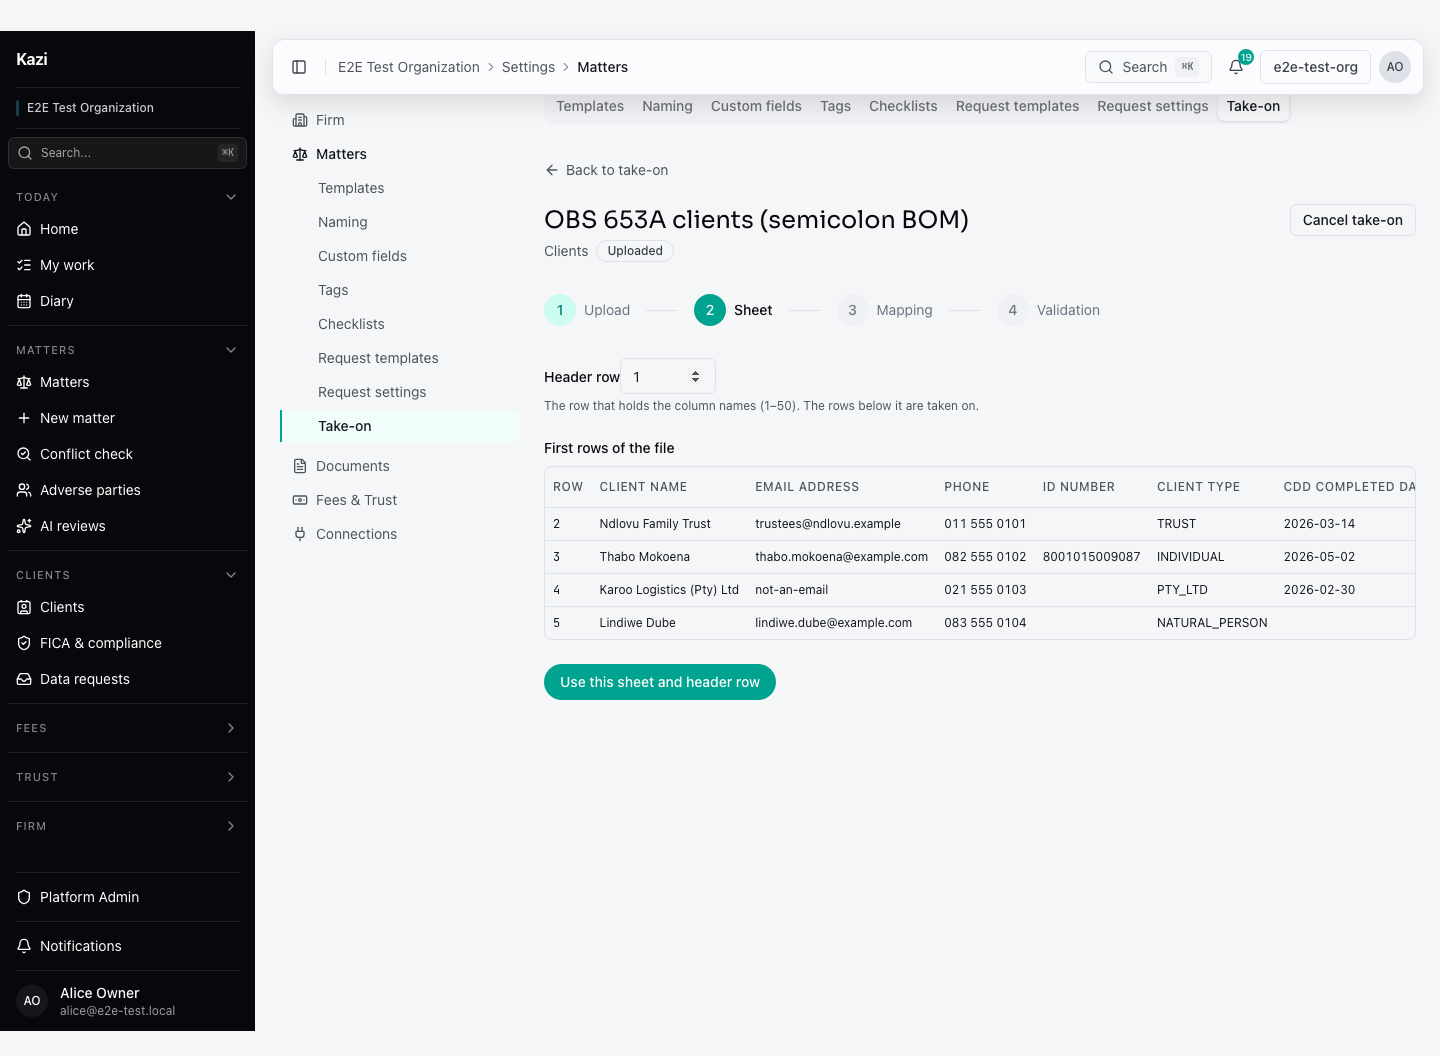 Kazi
E2E Test Organization
Search...
⌘K
TODAY
Home
My work
Diary
MATTERS
Matters
New matter
Conflict check
Adverse parties
AI reviews
CLIENTS
Clients
FICA & compliance
Data requests
FEES
TRUST
FIRM
Platform Admin
Notifications
AO
Alice Owner
alice@e2e-test.local
E2E Test Organization > Settings > Matters
Search ⌘K
19
e2e-test-org
AO
Firm
Matters
Templates
Naming
Custom fields
Tags
Checklists
Request templates
Request settings
Take-on
Documents
Fees & Trust
Connections
Templates Naming Custom fields Tags Checklists Request templates Request settings Take-on
Back to take-on
OBS 653A clients (semicolon BOM)
Cancel take-on
Clients Uploaded
1 Upload 2 Sheet 3 Mapping 4 Validation
Header row 1
The row that holds the column names (1–50). The rows below it are taken on.
First rows of the file
ROW CLIENT NAME EMAIL ADDRESS PHONE ID NUMBER CLIENT TYPE CDD COMPLETED DA
2 Ndlovu Family Trust trustees@ndlovu.example 011 555 0101 TRUST 2026-03-14
3 Thabo Mokoena thabo.mokoena@example.com 082 555 0102 8001015009087 INDIVIDUAL 2026-05-02
4 Karoo Logistics (Pty) Ltd not-an-email 021 555 0103 PTY_LTD 2026-02-30
5 Lindiwe Dube lindiwe.dube@example.com 083 555 0104 NATURAL_PERSON
Use this sheet and header row